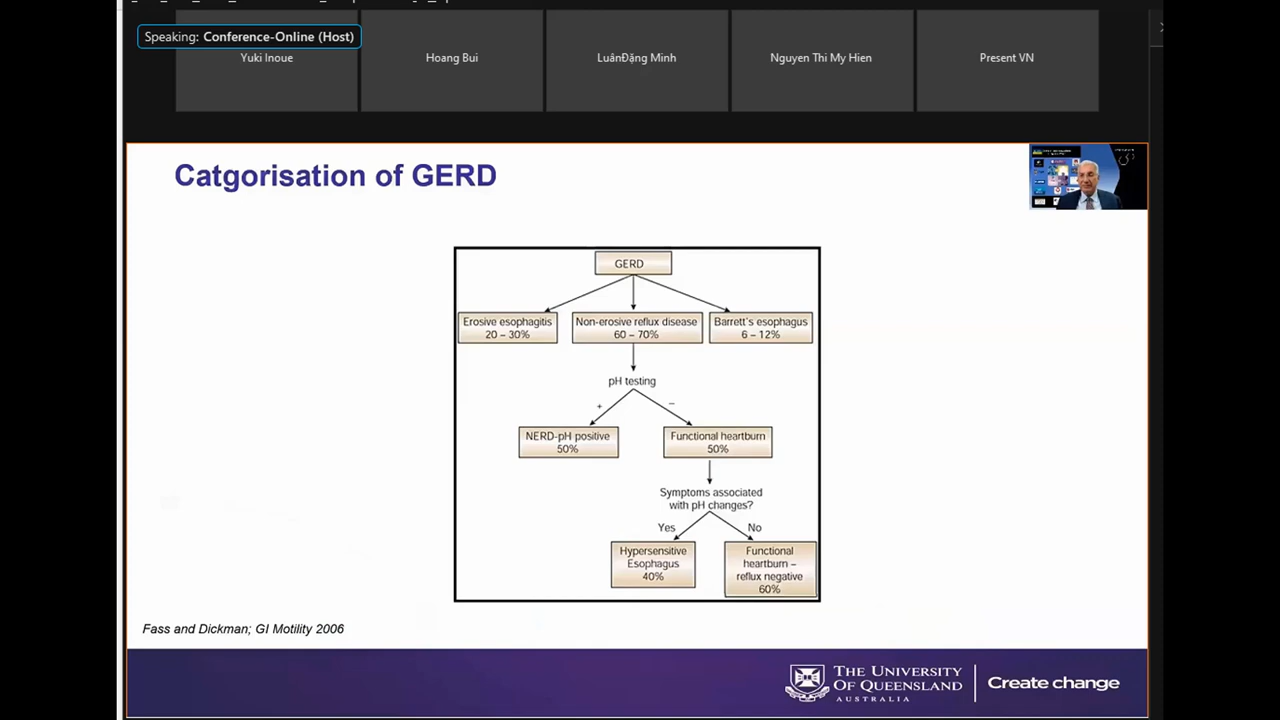 Speaking: Conference-Online (Host)
Yuki Inoue
Hoang Bui
LuânĐặng Minh
Nguyen Thi My Hien
Present VN
Catgorisation of GERD
GERD
Erosive esophagitis
20 – 30%
Non-erosive reflux disease
60 – 70%
Barrett's esophagus
6 – 12%
pH testing
+
–
NERD-pH positive
50%
Functional heartburn
50%
Symptoms associated
with pH changes?
Yes
No
Hypersensitive
Esophagus
40%
Functional
heartburn –
reflux negative
60%
Fass and Dickman; GI Motility 2006
THE UNIVERSITY
OF QUEENSLAND
AUSTRALIA
Create change